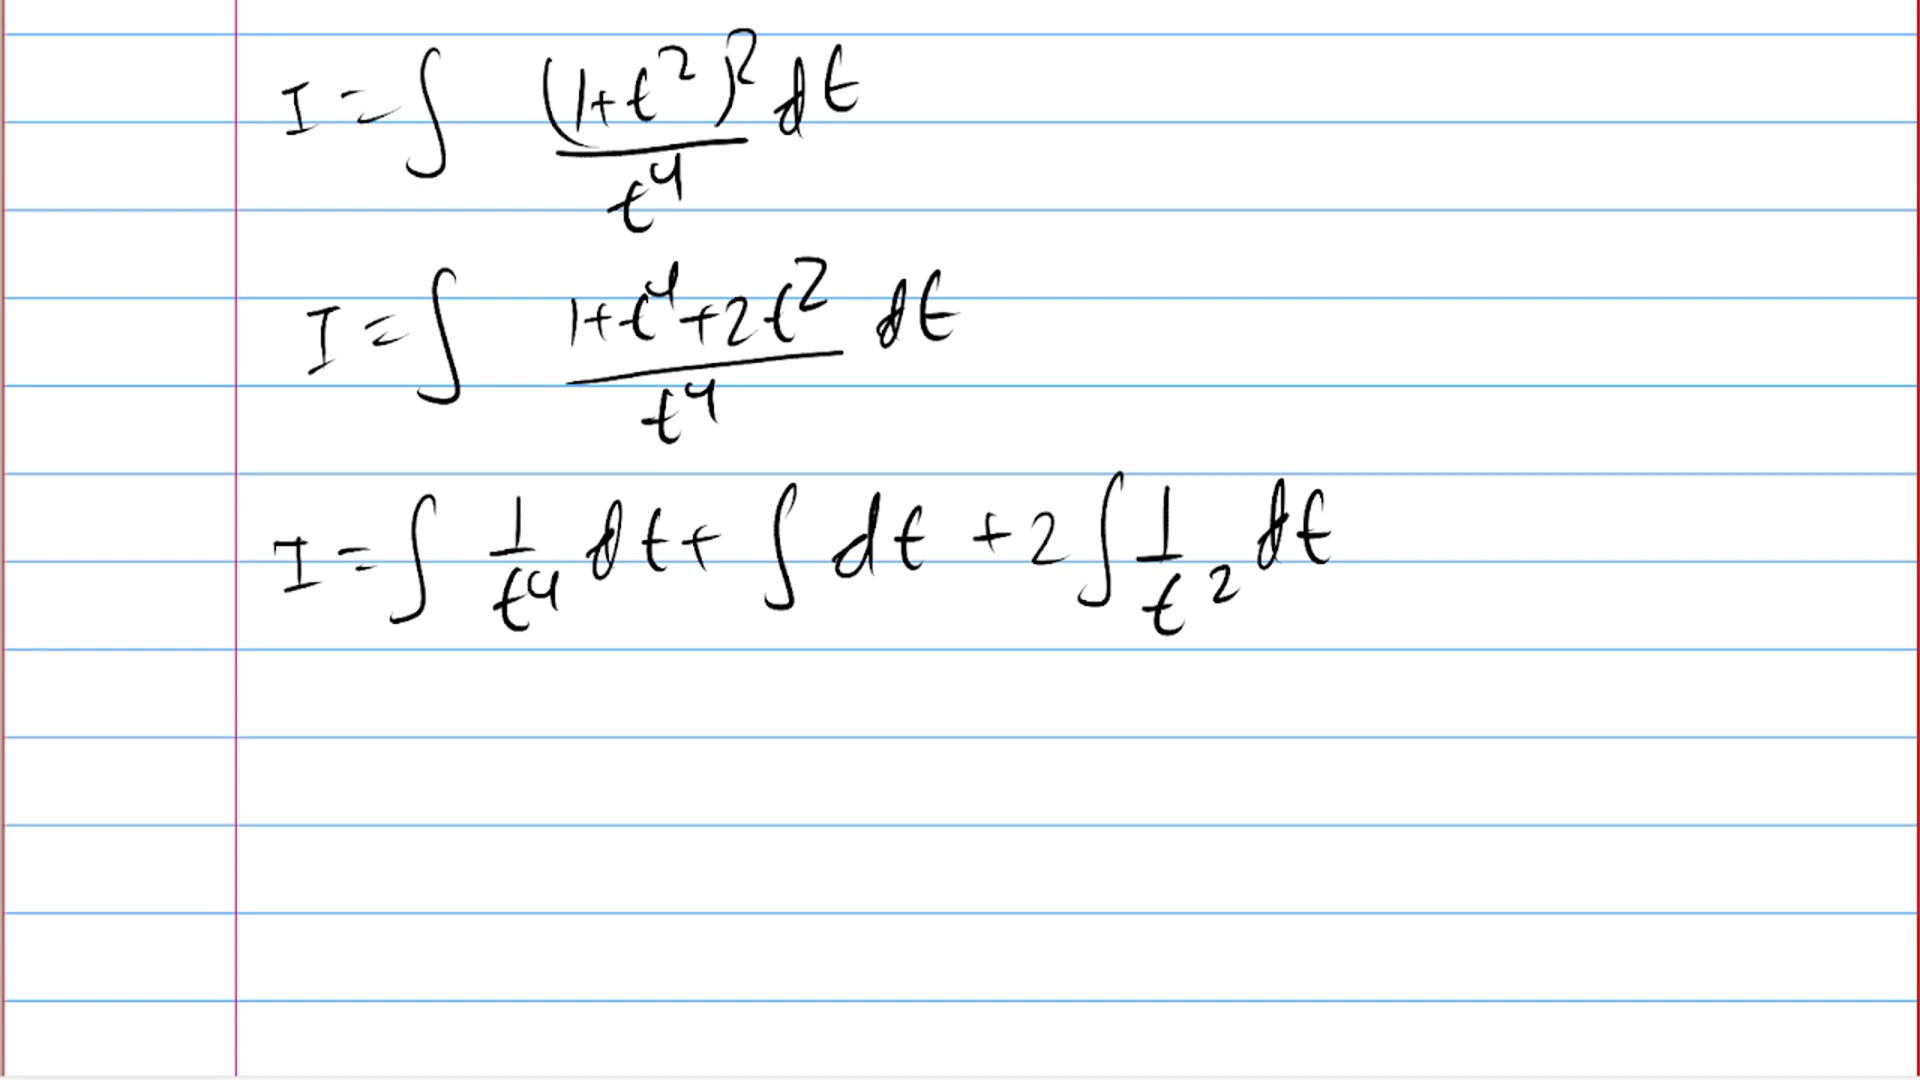 I = ∫ (1+t²)² / t⁴ dt
I = ∫ 1+t⁴+2t² / t⁴ dt
I = ∫ 1/t⁴ dt + ∫ dt + 2 ∫ 1/t² dt